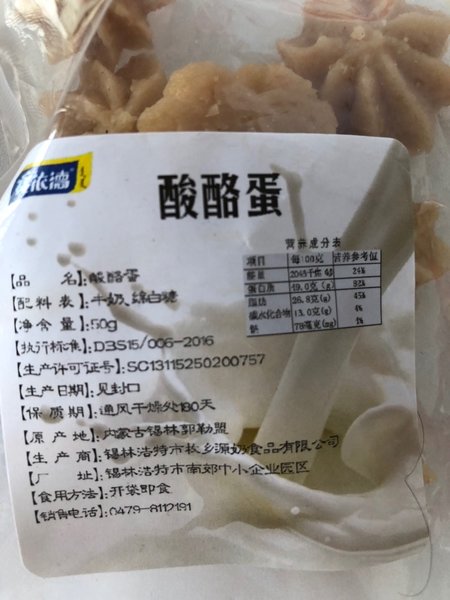 依德
酸酪蛋
营养成分表
项目 每100克 营养参考值
能量 2049千焦 (kJ) 24%
蛋白质 49.0克 (g) 82%
脂肪 26.8克(g) 45%
碳水化合物 13.0克(g) 4%
钠 78毫克(mg) 4%
【品 名】:酸酪蛋
【配料表】:牛奶、绵白糖
【净含量】:50g
【执行标准】:D3S15/006-2016
【生产许可证号】:SC13115250200757
【生产日期】:见封口
【保质期】:通风干燥处180天
【原产地】:内蒙古锡林郭勒盟
【生产商】:锡林浩特市牧乡源奶食品有限公司
【厂 址】:锡林浩特市南郊中小企业园区
【食用方法】:开袋即食
【销售电话】:0479-8112191